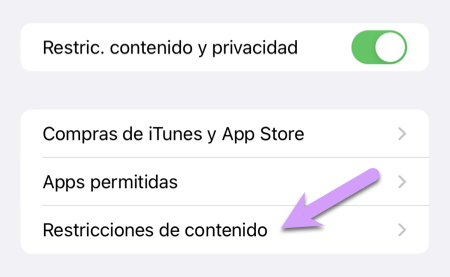 Restric. contenido y privacidad
Compras de iTunes y App Store
Apps permitidas
Restricciones de contenido